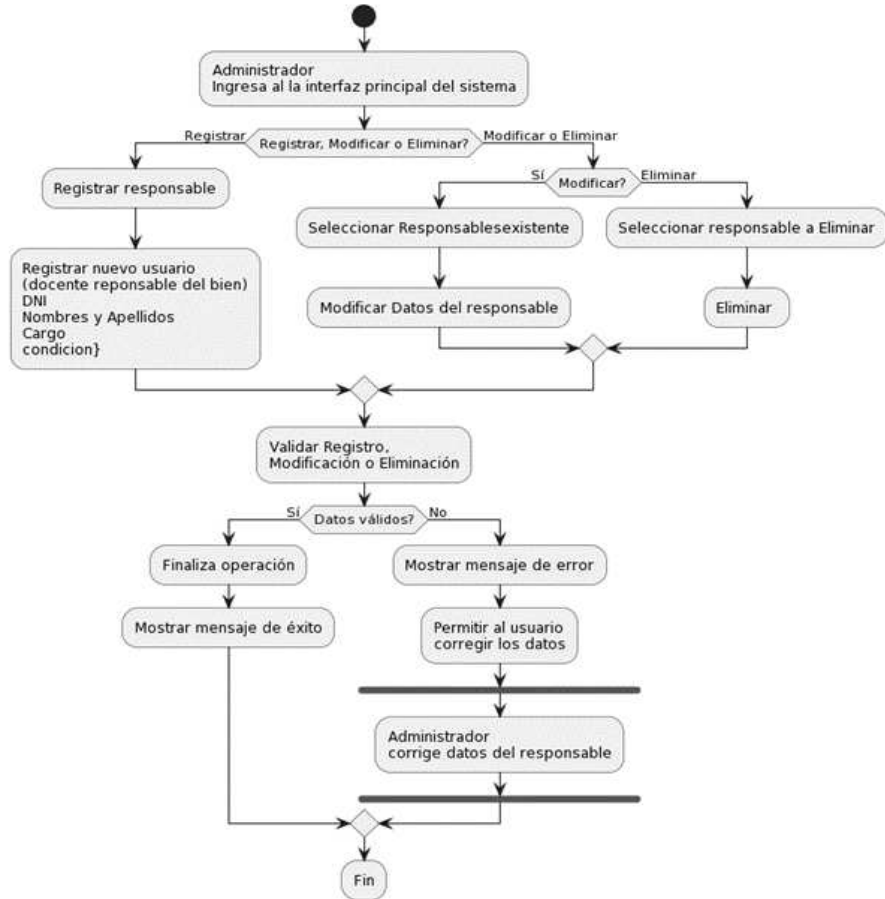 Administrador
Ingresa al la interfaz principal del sistema
Registrar
Registrar, Modificar o Eliminar?
Modificar o Eliminar
Registrar responsable
Sí
Modificar?
Eliminar
Seleccionar Responsablesexistente
Seleccionar responsable a Eliminar
Registrar nuevo usuario
(docente reponsable del bien)
DNI
Nombres y Apellidos
Cargo
condicion}
Modificar Datos del responsable
Eliminar
Validar Registro,
Modificación o Eliminación
Sí
Datos válidos?
No
Finaliza operación
Mostrar mensaje de error
Mostrar mensaje de éxito
Permitir al usuario
corregir los datos
Administrador
corrige datos del responsable
Fin